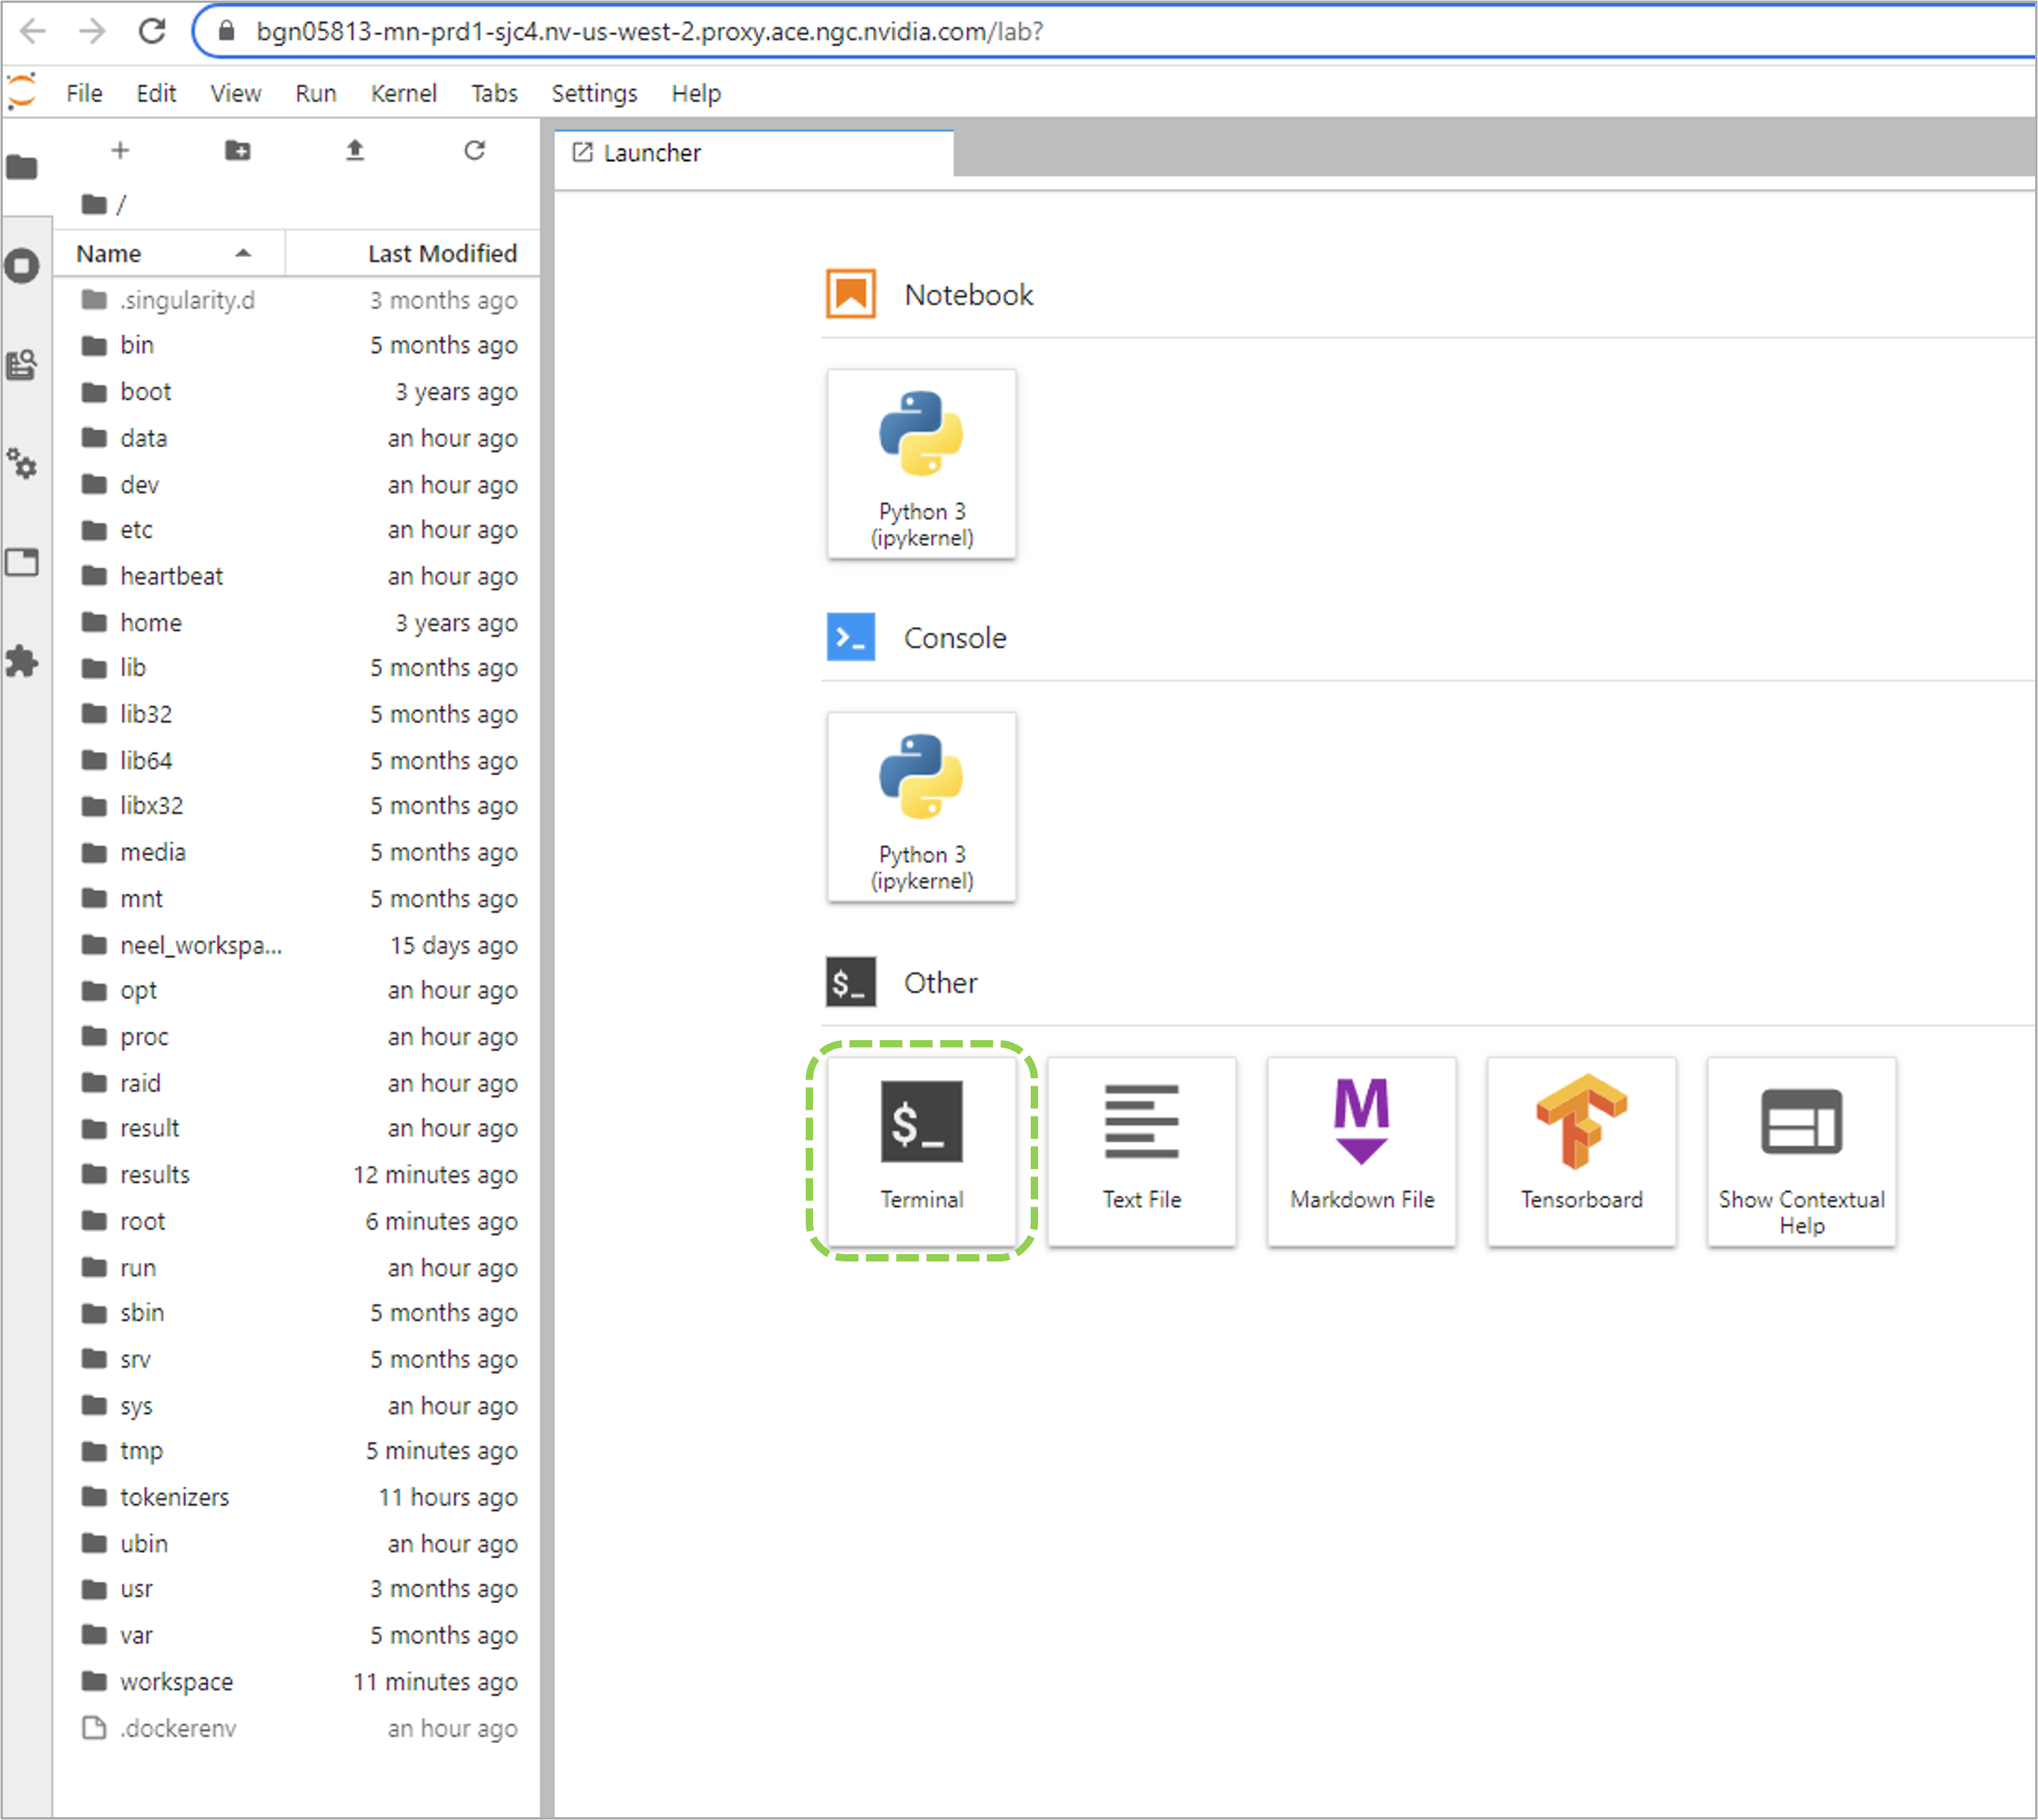 bgn05813-mn-prd1-sjc4.nv-us-west-2.proxy.ace.ngc.nvidia.com/lab?
File Edit View Run Kernel Tabs Settings Help
Launcher
/
Name Last Modified
.singularity.d 3 months ago
bin 5 months ago
boot 3 years ago
data an hour ago
dev an hour ago
etc an hour ago
heartbeat an hour ago
home 3 years ago
lib 5 months ago
lib32 5 months ago
lib64 5 months ago
libx32 5 months ago
media 5 months ago
mnt 5 months ago
neel_workspa... 15 days ago
opt an hour ago
proc an hour ago
raid an hour ago
result an hour ago
results 12 minutes ago
root 6 minutes ago
run an hour ago
sbin 5 months ago
srv 5 months ago
sys an hour ago
tmp 5 minutes ago
tokenizers 11 hours ago
ubin an hour ago
usr 3 months ago
var 5 months ago
workspace 11 minutes ago
.dockerenv an hour ago
Notebook
Python 3
(ipykernel)
>_ Console
Python 3
(ipykernel)
$_ Other
$_
Terminal
Text File
M
Markdown File
Tensorboard
Show Contextual
Help